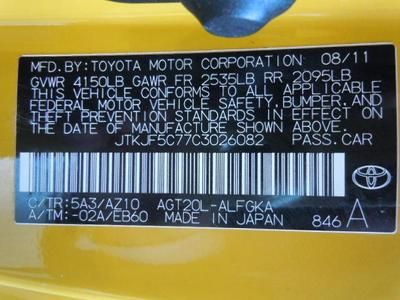 MFD.BY:TOYOTA MOTOR CORPORATION 08/11
GVWR 4150LB GAWR FR 2535LB RR 2095LB
THIS VEHICLE CONFORMS TO ALL APPLICABLE
FEDERAL MOTOR VEHICLE SAFETY, BUMPER, AND
THEFT PREVENTION STANDARDS IN EFFECT ON
THE DATE OF MANUFACTURE SHOWN ABOVE.
JTKJF5C77C3026082 PASS.CAR
C/TR:5A3/AZ10 AGT20L-ALFGKA
A/TM:-02A/EB60 MADE IN JAPAN 846 A
TOYOTA